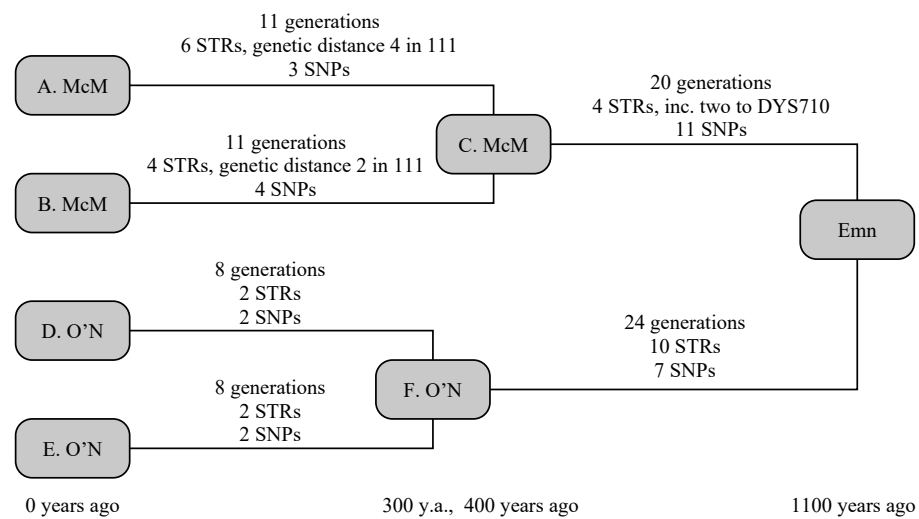 11 generations
6 STRs, genetic distance 4 in 111
3 SNPs
A. McM
20 generations
4 STRs, inc. two to DYS710
11 SNPs
11 generations
4 STRs, genetic distance 2 in 111
4 SNPs
C. McM
B. McM
Emn
8 generations
2 STRs
2 SNPs
D. O'N
24 generations
10 STRs
7 SNPs
8 generations
2 STRs
2 SNPs
F. O'N
E. O'N
0 years ago
300 y.a., 400 years ago
1100 years ago